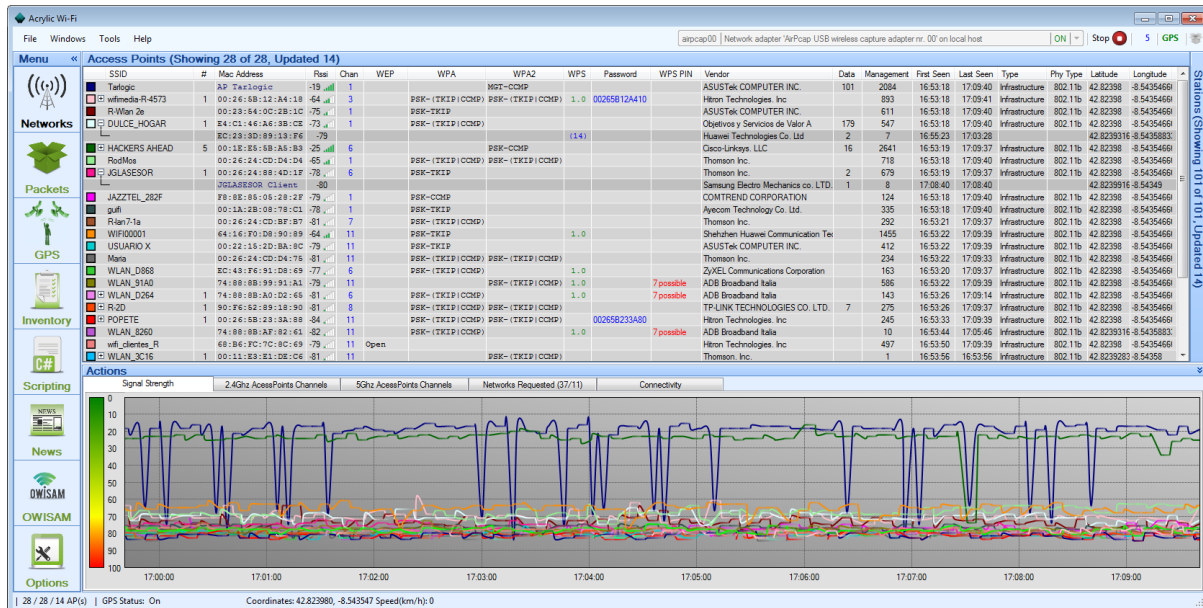 Acrylic Wi-Fi
File Windows Tools Help
airpcap00 | Network adapter 'AirPcap USB wireless capture adapter nr. 00' on local host ON Stop 5 GPS
Menu « Access Points (Showing 28 of 28, Updated 14)
SSID # Mac Address Rssi Chan WEP WPA WPA2 WPS Password WPS PIN Vendor Data Management First Seen Last Seen Type Phy Type Latitude Longitude
Tarlogic AP Tarlogic -19 1 MGT-CCMP ASUSTek COMPUTER INC. 101 2084 16:53:18 17:09:40 Infrastructure 802.11b 42.82398
wifimedia-R-4573 1 00:26:5B:12:A4:18 -64 3 PSK-(TKIP|CCMP) PSK-(TKIP|CCMP) 1.0 00265B12A410 Hitron Technologies. Inc 893 16:53:18 17:09:41 Infrastructure 802.11b 42.82398
R-Wlan 2e 00:23:54:0C:2B:1C -75 1 PSK-TKIP ASUSTek COMPUTER INC. 611 16:53:18 17:09:40 Infrastructure 802.11b 42.82398
DULCE_HOGAR 1 E4:C1:46:A6:3B:CE -73 1 PSK-(TKIP|CCMP) PSK-(TKIP|CCMP) Objetivos y Servicios de Valor A 179 547 16:53:18 17:09:40 Infrastructure 802.11b 42.82398
EC:23:3D:89:13:F6 -79 (14) Huawei Technologies Co. Ltd 2 7 16:55:23 17:03:28 42.8239316
HACKERS AHEAD 5 00:1E:E5:5B:A5:B3 -25 6 PSK-CCMP Cisco-Linksys. LLC 16 2641 16:53:19 17:09:37 Infrastructure 802.11b 42.82398
RodMos 00:26:24:CD:D4:D4 -65 1 PSK-(TKIP|CCMP) PSK-(TKIP|CCMP) Thomson Inc. 718 16:53:18 17:09:40 Infrastructure 802.11b 42.82398
JGLASESOR 1 00:26:24:88:4D:1F -78 6 PSK-TKIP Thomson Inc. 2 679 16:53:19 17:09:37 Infrastructure 802.11b 42.82398
JGLASESOR Client -80 Samsung Electro Mechanics co. LTD. 1 8 17:08:40 17:08:40 42.8239916 -8.54349
JAZZTEL_282F F8:8E:85:05:28:2F -79 1 PSK-CCMP COMTREND CORPORATION 124 16:53:18 17:09:40 Infrastructure 802.11b 42.82398
guifi 00:1A:2B:08:78:C1 -78 1 PSK-TKIP Ayecom Technology Co. Ltd. 335 16:53:18 17:09:40 Infrastructure 802.11b 42.82398
R-lan7-1a 00:26:24:CD:BF:B7 -81 7 PSK-(TKIP|CCMP) PSK-(TKIP|CCMP) Thomson Inc. 292 16:53:21 17:09:37 Infrastructure 802.11b 42.82398
WIFI00001 64:16:F0:D8:90:89 -64 11 PSK-TKIP 1.0 Shehzhen Huawei Communication Tec 1455 16:53:22 17:09:39 Infrastructure 802.11b 42.82398
USUARIO X 00:22:15:2D:BA:8C -79 11 PSK-TKIP ASUSTek COMPUTER INC. 412 16:53:22 17:09:39 Infrastructure 802.11b 42.82398
Maria 00:26:24:CD:D4:75 -81 11 PSK-(TKIP|CCMP) PSK-(TKIP|CCMP) Thomson Inc. 234 16:53:22 17:09:33 Infrastructure 802.11b 42.82398
WLAN_D868 EC:43:F6:91:D8:69 -77 6 1.0 ZyXEL Communications Corporation 163 16:53:20 17:09:37 Infrastructure 802.11b 42.82398
WLAN_91A0 74:88:8B:99:91:A1 -79 11 PSK-(TKIP|CCMP) 1.0 7 possible ADB Broadband Italia 586 16:53:22 17:09:39 Infrastructure 802.11b 42.82398
WLAN_D264 1 74:88:8B:A0:D2:65 -81 6 PSK-(TKIP|CCMP) PSK-(TKIP|CCMP) 1.0 7 possible ADB Broadband Italia 143 16:53:26 17:09:14 Infrastructure 802.11b 42.82398
R-2D 1 90:F6:52:89:18:90 -81 8 PSK-(TKIP|CCMP) PSK-(TKIP|CCMP) TP-LINK TECHNOLOGIES CO. LTD. 7 275 16:53:26 17:09:37 Infrastructure 802.11b 42.82398
POPETE 1 00:26:5B:23:3A:88 -84 11 PSK-(TKIP|CCMP) PSK-(TKIP|CCMP) 00265B233A80 Hitron Technologies. Inc 245 16:53:33 17:09:39 Infrastructure 802.11b 42.82398
WLAN_8260 74:88:8B:AF:82:61 -82 11 PSK-(TKIP|CCMP) 1.0 7 possible ADB Broadband Italia 10 16:53:44 17:05:46 Infrastructure 802.11b 42.8239316
wifi_clientes_R 68:B6:FC:7C:8C:69 -79 11 Open Hitron Technologies. Inc 497 16:53:50 17:09:39 Infrastructure 802.11b 42.82398
WLAN_3C16 1 00:11:E3:E1:DE:C6 -81 11 PSK-(TKIP|CCMP) Thomson. Inc. 1 16:53:56 16:53:56 Infrastructure 802.11b 42.8239283 -8.54358
Stations (Showing 101 of 101, Updated 14)
Networks
Packets
GPS
Inventory
C#
Scripting
NEWS
News
OWISAM
OWISAM
Options
Actions
Signal Strength 2.4Ghz AcessPoints Channels 5Ghz AcessPoints Channels Networks Requested (37/11) Connectivity
0
10
20
30
40
50
60
70
80
90
100
17:00:00 17:01:00 17:02:00 17:03:00 17:04:00 17:05:00 17:06:00 17:07:00 17:08:00 17:09:00
28 / 28 / 14 AP(s) | GPS Status: On Coordinates: 42.823980, -8.543547 Speed(km/h): 0